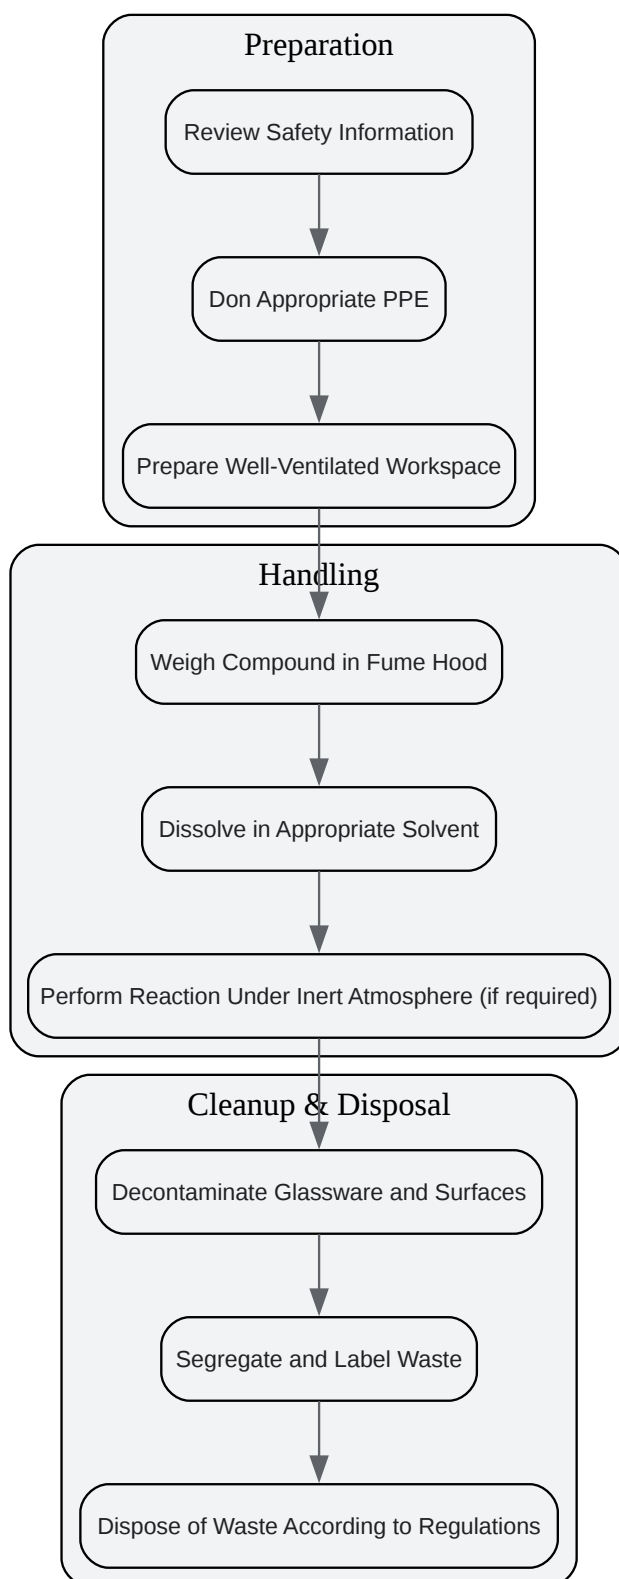 Preparation
Review Safety Information
Don Appropriate PPE
Prepare Well-Ventilated Workspace
Handling
Weigh Compound in Fume Hood
Dissolve in Appropriate Solvent
Perform Reaction Under Inert Atmosphere (if required)
Cleanup & Disposal
Decontaminate Glassware and Surfaces
Segregate and Label Waste
Dispose of Waste According to Regulations